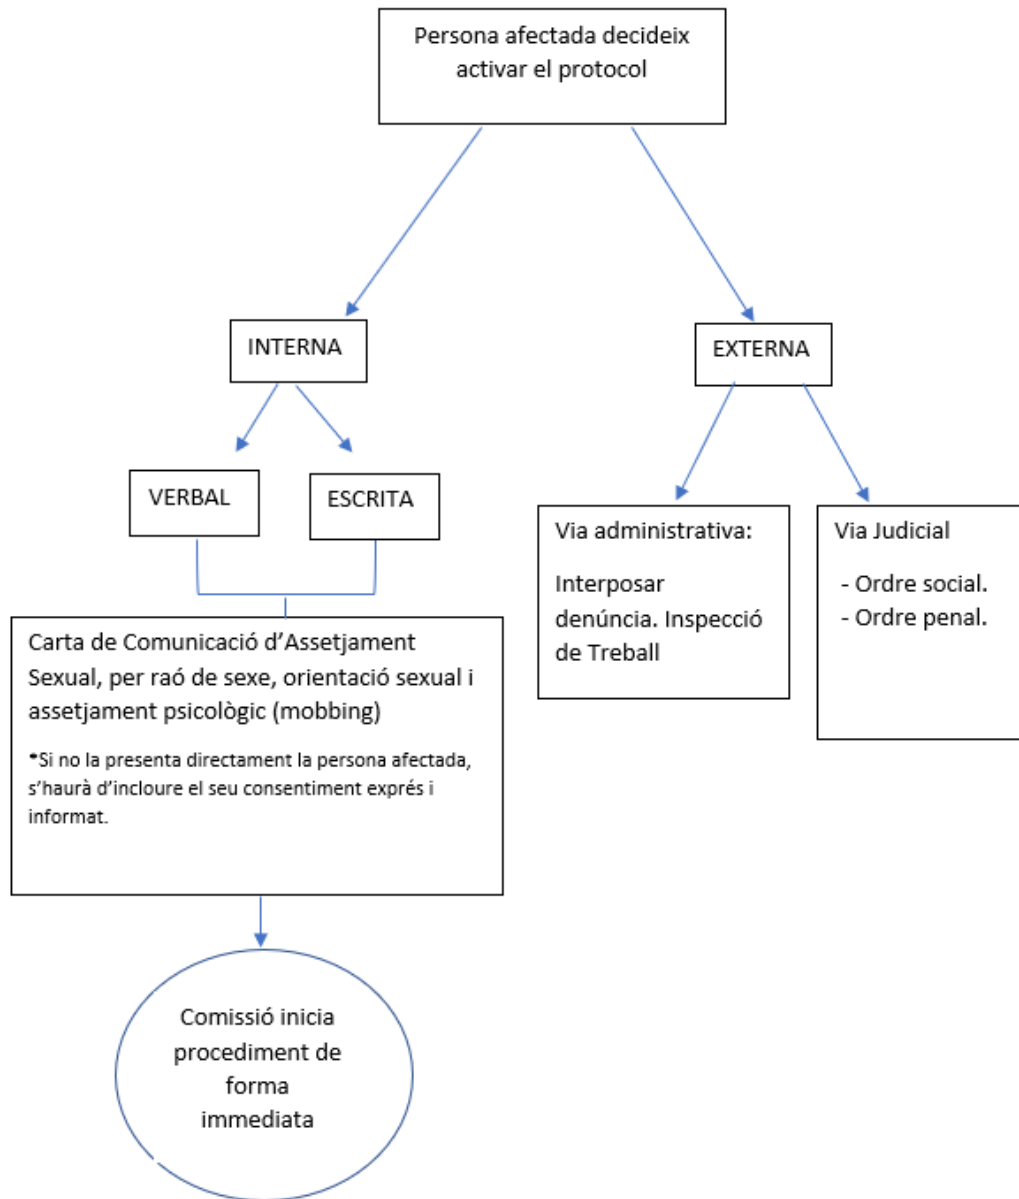 Persona afectada decideix
activar el protocol
INTERNA
EXTERNA
VERBAL
ESCRITA
Carta de Comunicació d'Assetjament
Sexual, per raó de sexe, orientació sexual i
assetjament psicològic (mobbing)
*Si no la presenta directament la persona afectada,
s'haurà d'incloure el seu consentiment exprés i
informat.
Via administrativa:
Interposar
denúncia. Inspecció
de Treball
Via Judicial
- Ordre social.
- Ordre penal.
Comissió inicia
procediment de
forma
immediata